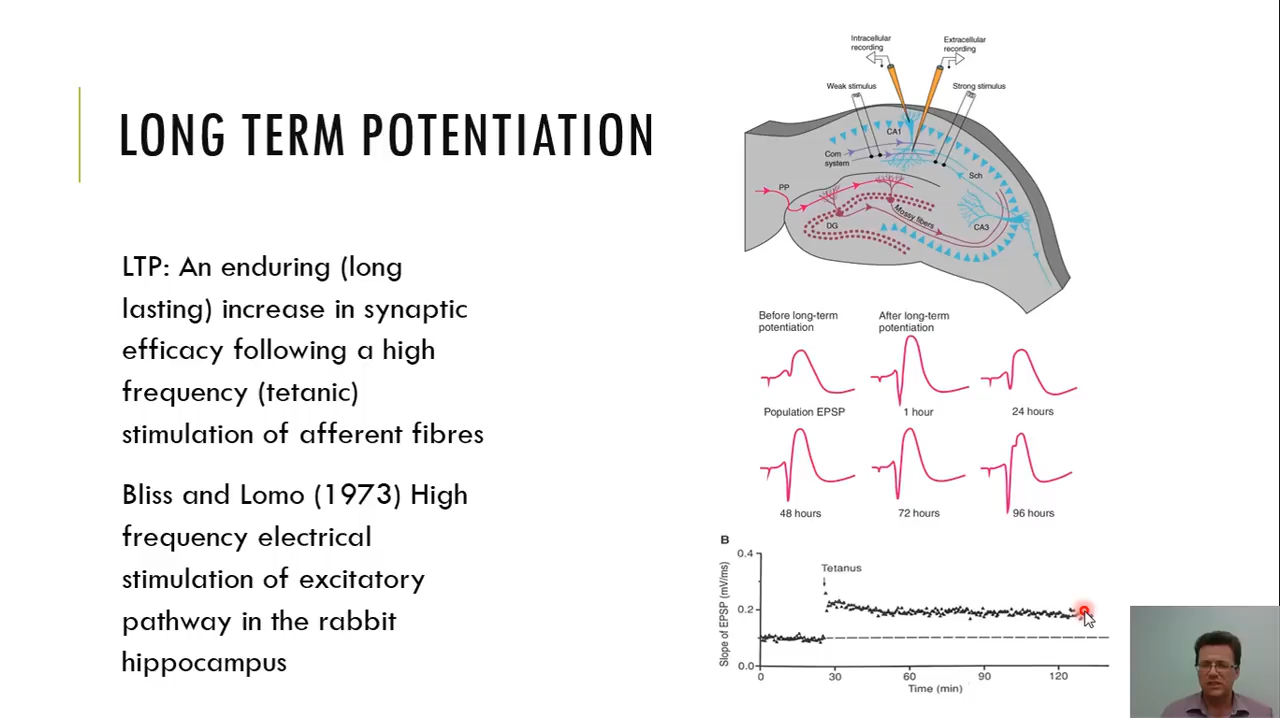 LONG TERM POTENTIATION
LTP: An enduring (long
lasting) increase in synaptic
efficacy following a high
frequency (tetanic)
stimulation of afferent fibres
Bliss and Lomo (1973) High
frequency electrical
stimulation of excitatory
pathway in the rabbit
hippocampus
Intracellular
recording
Extracellular
recording
Weak stimulus
Strong stimulus
CA1
Com
system
Sch
PP
Mossy fibers
DG
CA3
Before long-term
potentiation
After long-term
potentiation
Population EPSP
1 hour
24 hours
48 hours
72 hours
96 hours
B
Slope of EPSP (mV/ms)
0.4
0.2
0.0
Tetanus
0
30
60
90
120
Time (min)